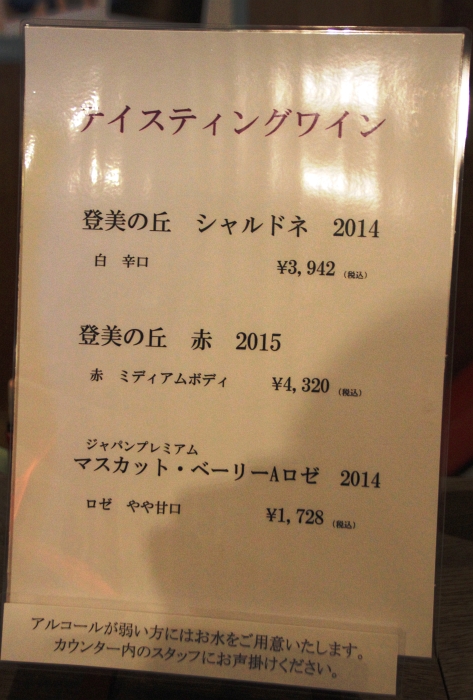 テイスティングワイン
登美の丘 シャルドネ 2014
白 辛口 ¥3,942 (税込)
登美の丘 赤 2015
赤 ミディアムボディ ¥4,320 (税込)
ジャパンプレミアム
マスカット・ベーリーAロゼ 2014
ロゼ やや甘口 ¥1,728 (税込)
アルコールが弱い方にはお水をご用意いたします。
カウンター内のスタッフにお声掛けください。